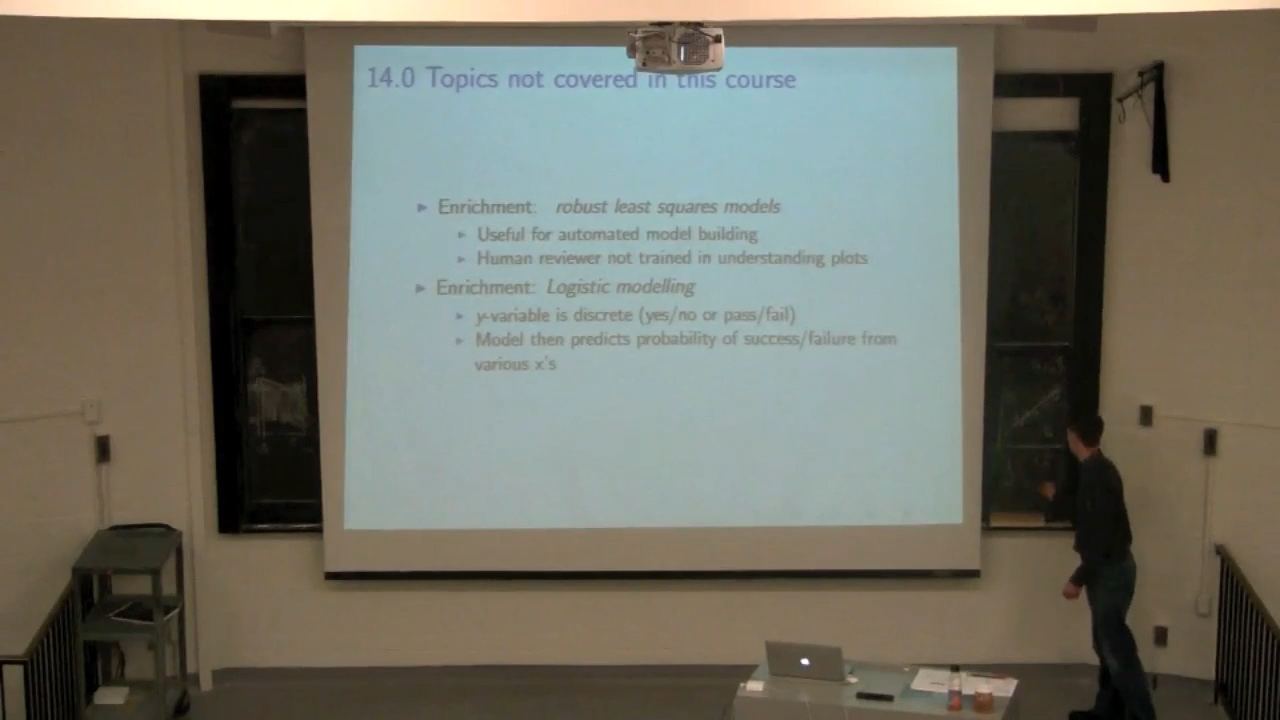 14.0 Topics not covered in this course
Enrichment: robust least squares models
Useful for automated model building
Human reviewer not trained in understanding plots
Enrichment: Logistic modelling
y-variable is discrete (yes/no or pass/fail)
Model then predicts probability of success/failure from
various x's